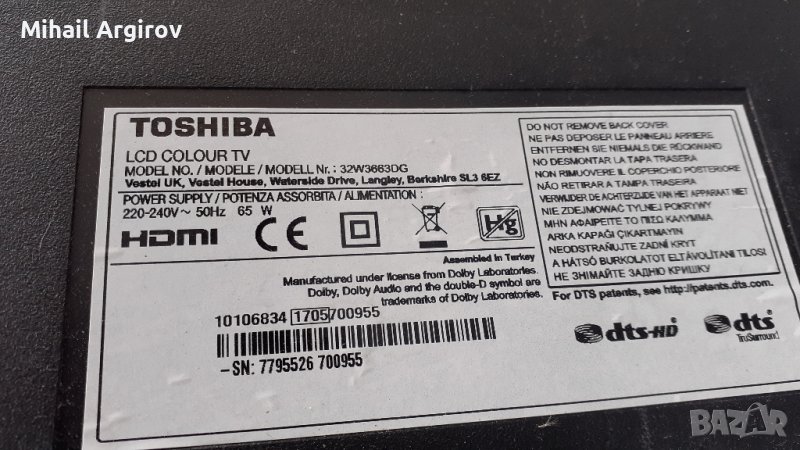 Mihail Argirov
TOSHIBA
LCD COLOUR TV
MODEL NO. / MODELE / MODELL Nr. : 32W3663DG
Vestel UK, Vestel House, Waterside Drive, Langley, Berkshire SL3 6EZ
POWER SUPPLY / POTENZA ASSORBITA / ALIMENTATION :
220-240V ~ 50Hz 65 W
HDMI CE Hg
Assembled in Turkey
Manufactured under license from Dolby Laboratories.
Dolby, Dolby Audio and the double-D symbol are
trademarks of Dolby Laboratories.
10106834 1705 700955
-SN: 7795526 700955
DO NOT REMOVE BACK COVER
NE PAS DEPOSER LE PANNEAU ARRIERE
ENTFERNEN SIE NIEMALS DIE RÜCKWAND
NO DESMONTAR LA TAPA TRASERA
NON RIMUOVERE IL COPERCHIO POSTERIORE
NÃO RETIRAR A TAMPA TRASEIRA
VERWIJDER DE ACHTERZIJDE VAN HET APPARAAT NIET
NIE ZDEJMOWAĆ TYLNEJ POKRYWY
ΜΗΝ ΑΦΑΙΡΕΙΤΕ ΤΟ ΠΙΣΩ ΚΑΛΥΜΜΑ
ARKA KAPAĞI ÇIKARTMAYIN
NEODSTRAŇUJTE ZADNÍ KRYT
A HÁTSÓ BURKOLATOT ELTÁVOLÍTANI TILOS!
НЕ ЗНІМАЙТЕ ЗАДНЮ КРИШКУ
For DTS patents, see http://patents.dts.com.
dts-HD dts
TruSurround
BAZAR